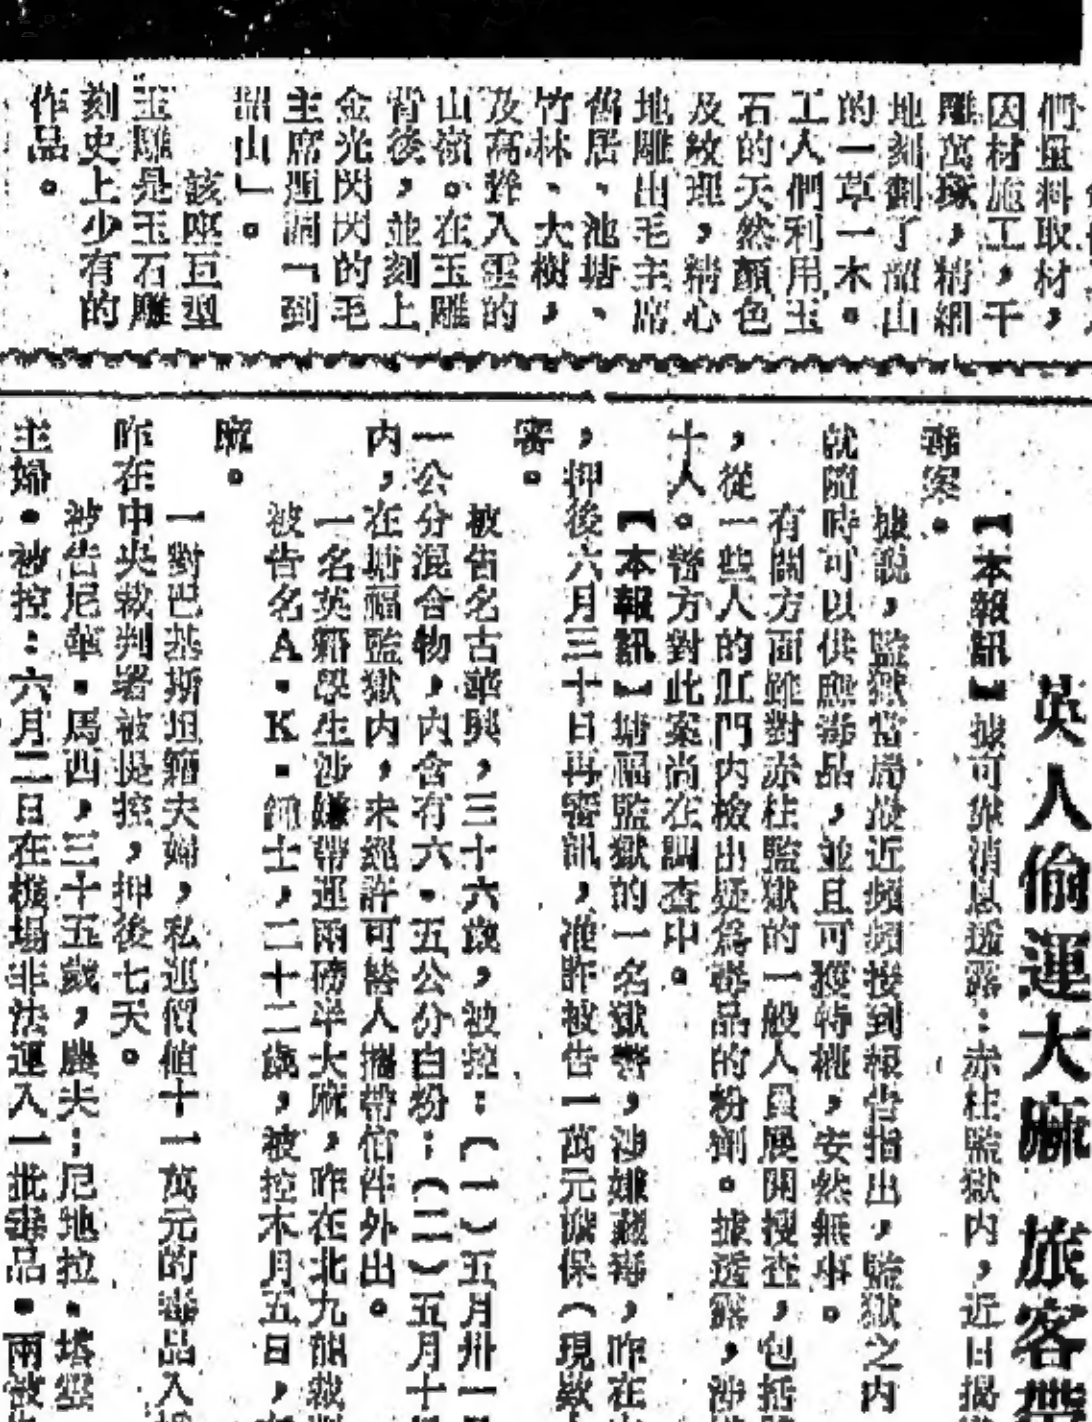 們量料取材，
因材施工，千
雕萬琢，精細
地刻劃了韶山
的一草一木。
工人們利用玉
石的天然顏色
及紋理，精心
地雕出毛主席
舊居、池塘、
竹林、大樹，
及高聳入雲的
山嶺。在玉雕
背後，並刻上
金光閃閃的毛
主席題詞「到
韶山」。
該座巨型
玉雕是玉石雕
刻史上少有的
作品。
英人偷運大麻 旅客帶
【本報訊】據可靠消息透露：赤柱監獄內，近日揭
毒案。
據說，監獄當局最近頻頻接到報告指出，監獄之內
就隨時可以供應毒品，並且可獲特權，安然無事。
有關方面雖對赤柱監獄的一般人員展開搜查，包括
，從一些人的肛門內檢出疑爲毒品的粉劑。據透露，涉
十人。警方對此案尚在調查中。
【本報訊】塘福監獄的一名獄警，涉嫌藏毒，昨在
，押後六月三十日再審訊，准許被告一萬元擔保（現款
審。
被告名古華興，三十六歲，被控：（一）五月卅一
一公分混合物，內含有六．五公分白粉；（二）五月十
內，在塘福監獄內，未經許可替人攜帶信件外出。
一名英籍學生涉嫌帶運兩磅半大麻，昨在北九龍裁
被告名A．K． 士，二十二歲，被控本月五日，
麻。
一對巴基斯坦籍夫婦，私運價值十一萬元的毒品入
昨在中央裁判署被提控，押後七天。
被告尼華．馬西，三十五歲，農夫；尼地拉．塔雲
主婦．被控：六月二日在機場非法運入一批毒品．兩被